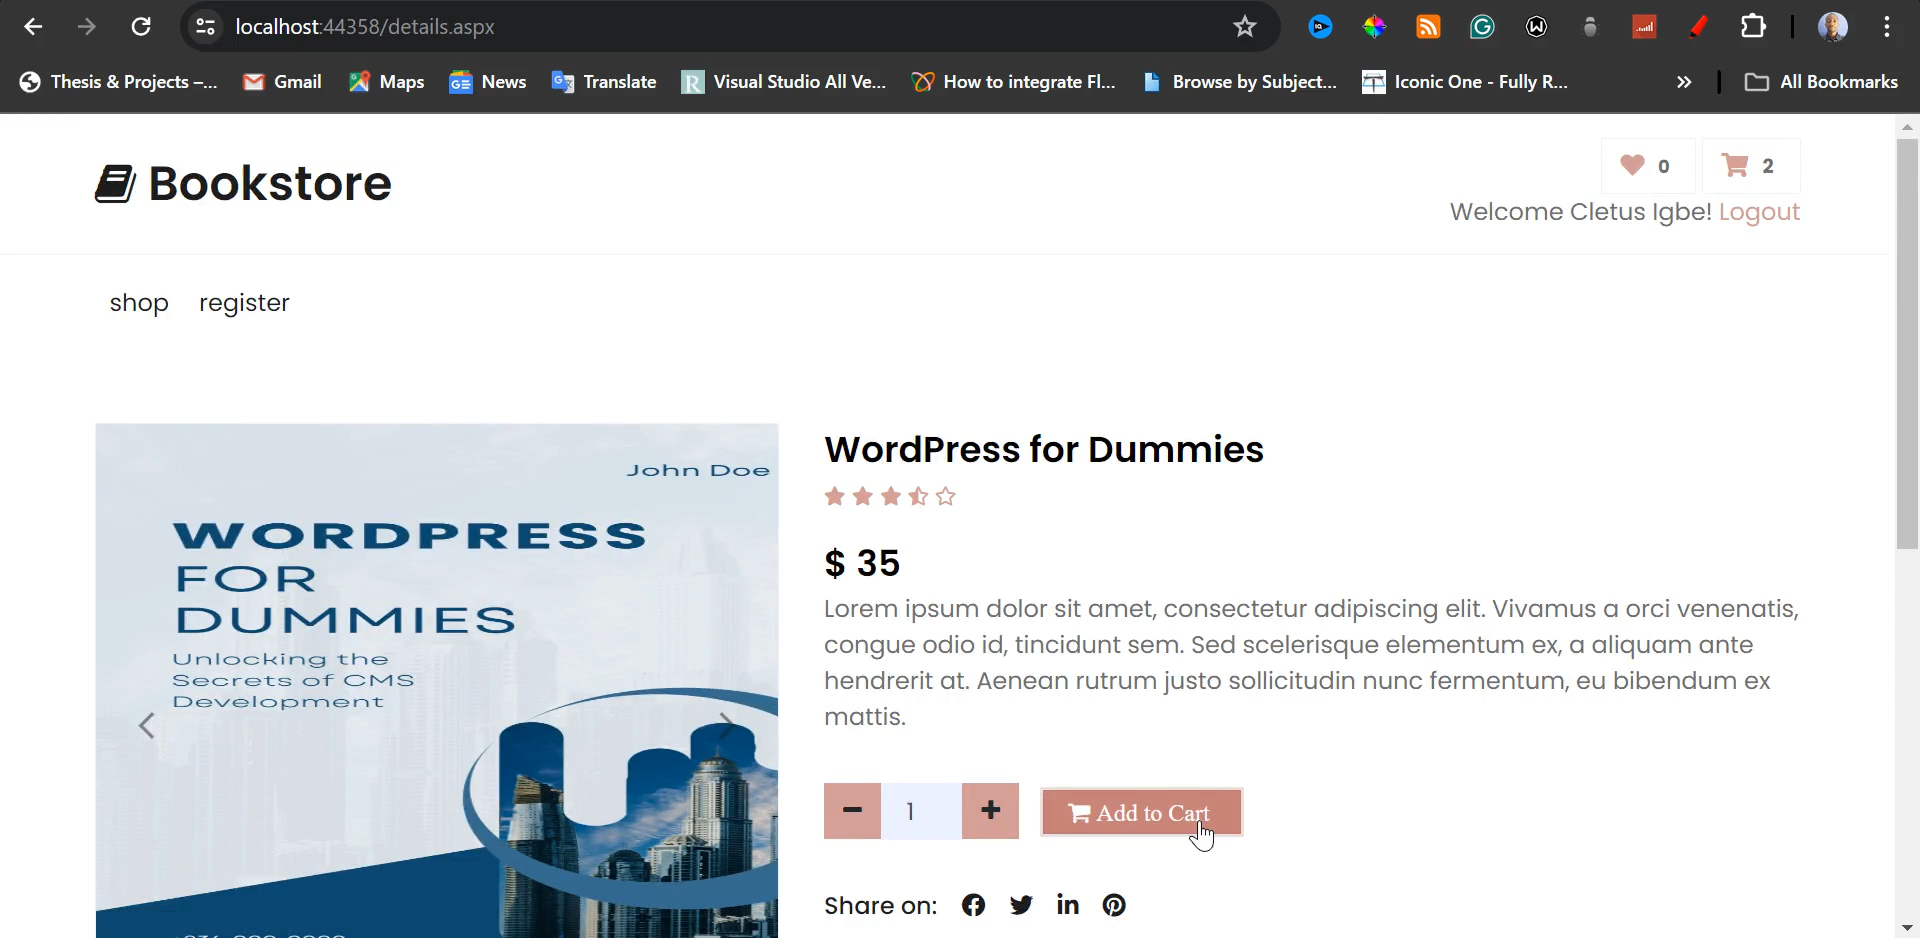 localhost:44358/details.aspx
Thesis & Projects –... Gmail Maps News Translate Visual Studio All Ve... How to integrate Fl... Browse by Subject... Iconic One - Fully R... » All Bookmarks
Bookstore
0 2
Welcome Cletus Igbe! Logout
shop register
John Doe
WORDPRESS
FOR
DUMMIES
Unlocking the
Secrets of CMS
Development
WordPress for Dummies
$ 35
Lorem ipsum dolor sit amet, consectetur adipiscing elit. Vivamus a orci venenatis,
congue odio id, tincidunt sem. Sed scelerisque elementum ex, a aliquam ante
hendrerit at. Aenean rutrum justo sollicitudin nunc fermentum, eu bibendum ex
mattis.
− 1 + Add to Cart
Share on: